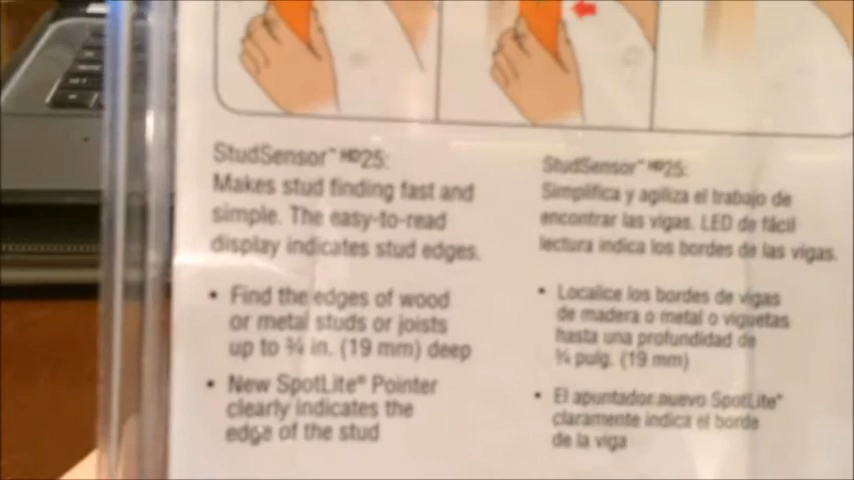 StudSensor™ HD25:
Makes stud finding fast and
simple. The easy-to-read
display indicates stud edges.
• Find the edges of wood
or metal studs or joists
up to ¾ in. (19 mm) deep
• New SpotLite® Pointer
clearly indicates the
edge of the stud
StudSensor™ HD25:
Simplifica y agiliza el trabajo de
encontrar las vigas. LED de fácil
lectura indica los bordes de las vigas.
• Localice los bordes de vigas
de madera o metal o viguetas
hasta una profundidad de
¾ pulg. (19 mm)
• El apuntador nuevo SpotLite®
claramente indica el borde
de la viga